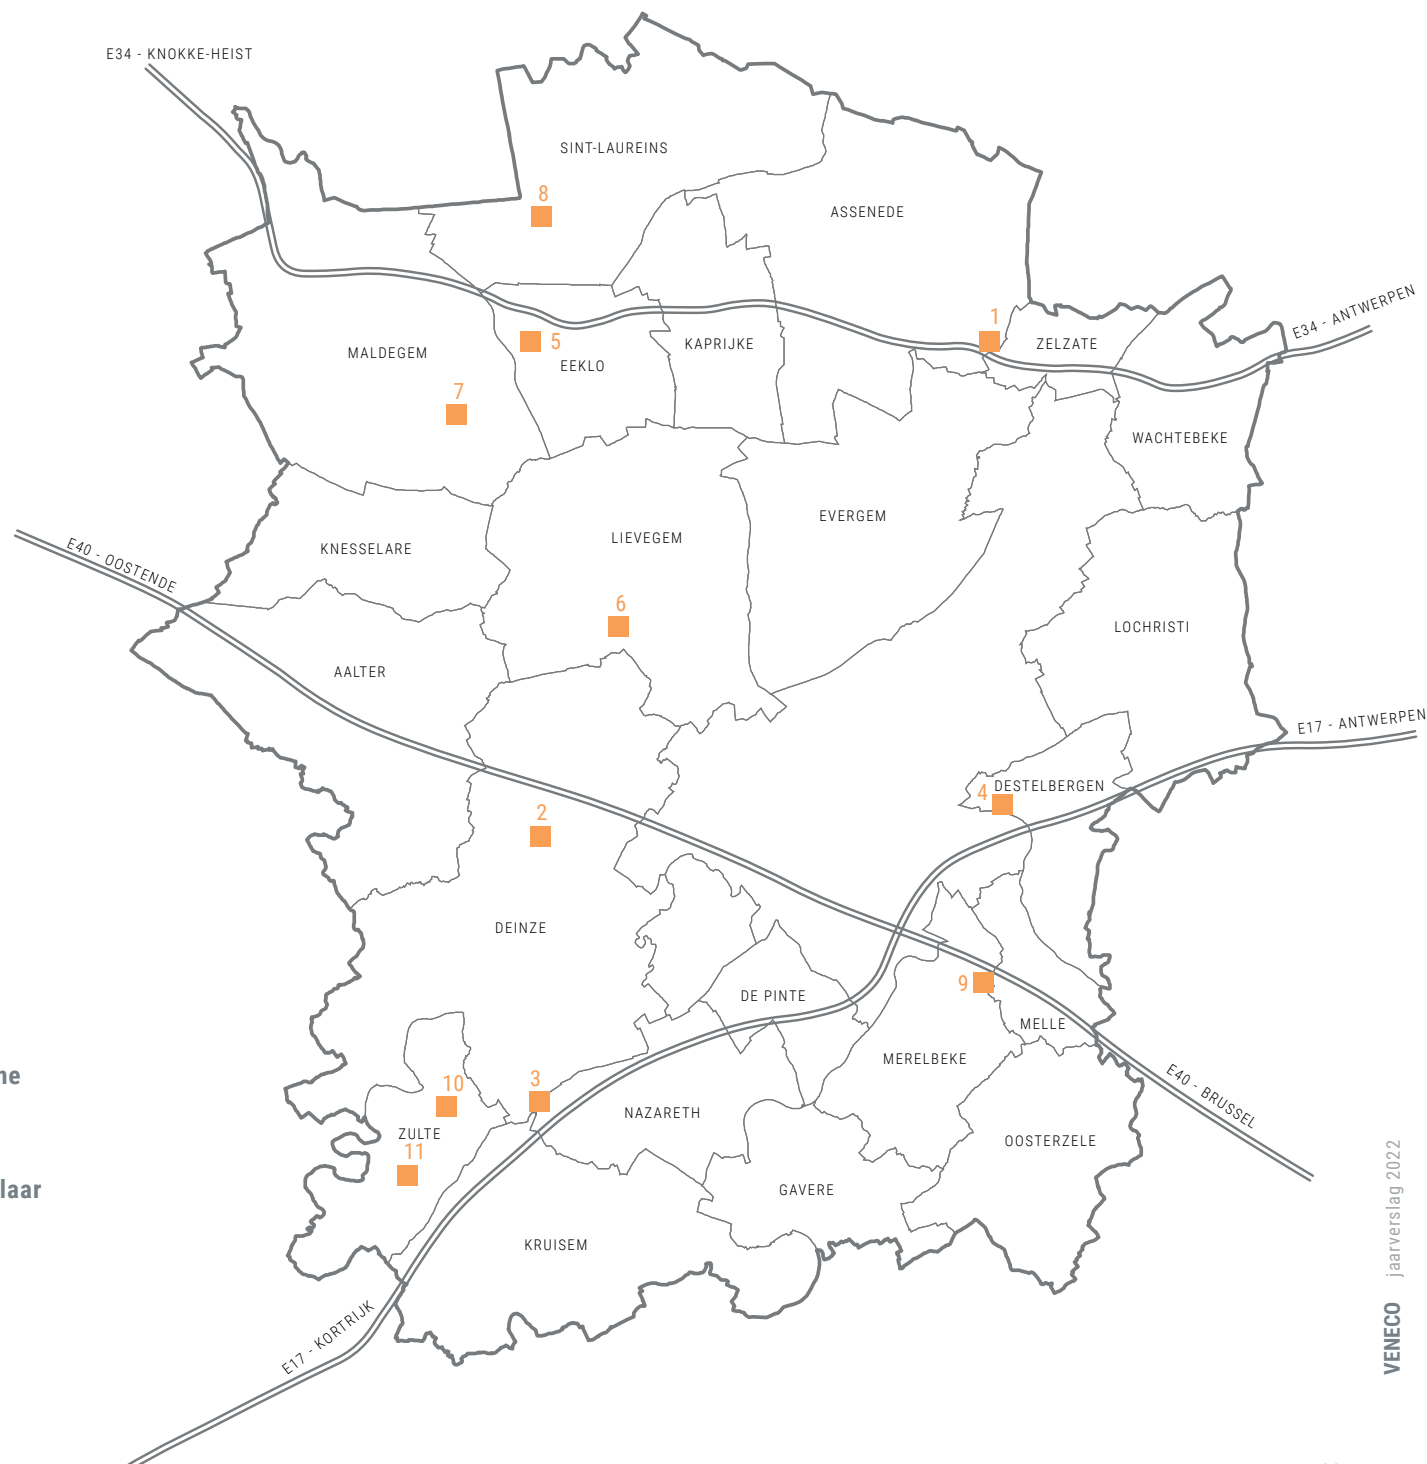 E34 - KNOKKE-HEIST
SINT-LAUREINS
8
ASSENEDE
E34 - ANTWERPEN
1
ZELZATE
KAPRIJKE
5
EEKLO
MALDEGEM
7
WACHTEBEKE
EVERGEM
LIEVEGEM
KNESSELARE
E40 - OOSTENDE
6
LOCHRISTI
AALTER
E17 - ANTWERPEN
4
DESTELBERGEN
2
DEINZE
9
DE PINTE
MELLE
MERELBEKE
ne
10
3
NAZARETH
E40 - BRUSSEL
ZULTE
11
OOSTERZELE
laar
GAVERE
KRUISEM
E17 - KORTRIJK
VENECO jaarverslag 2022